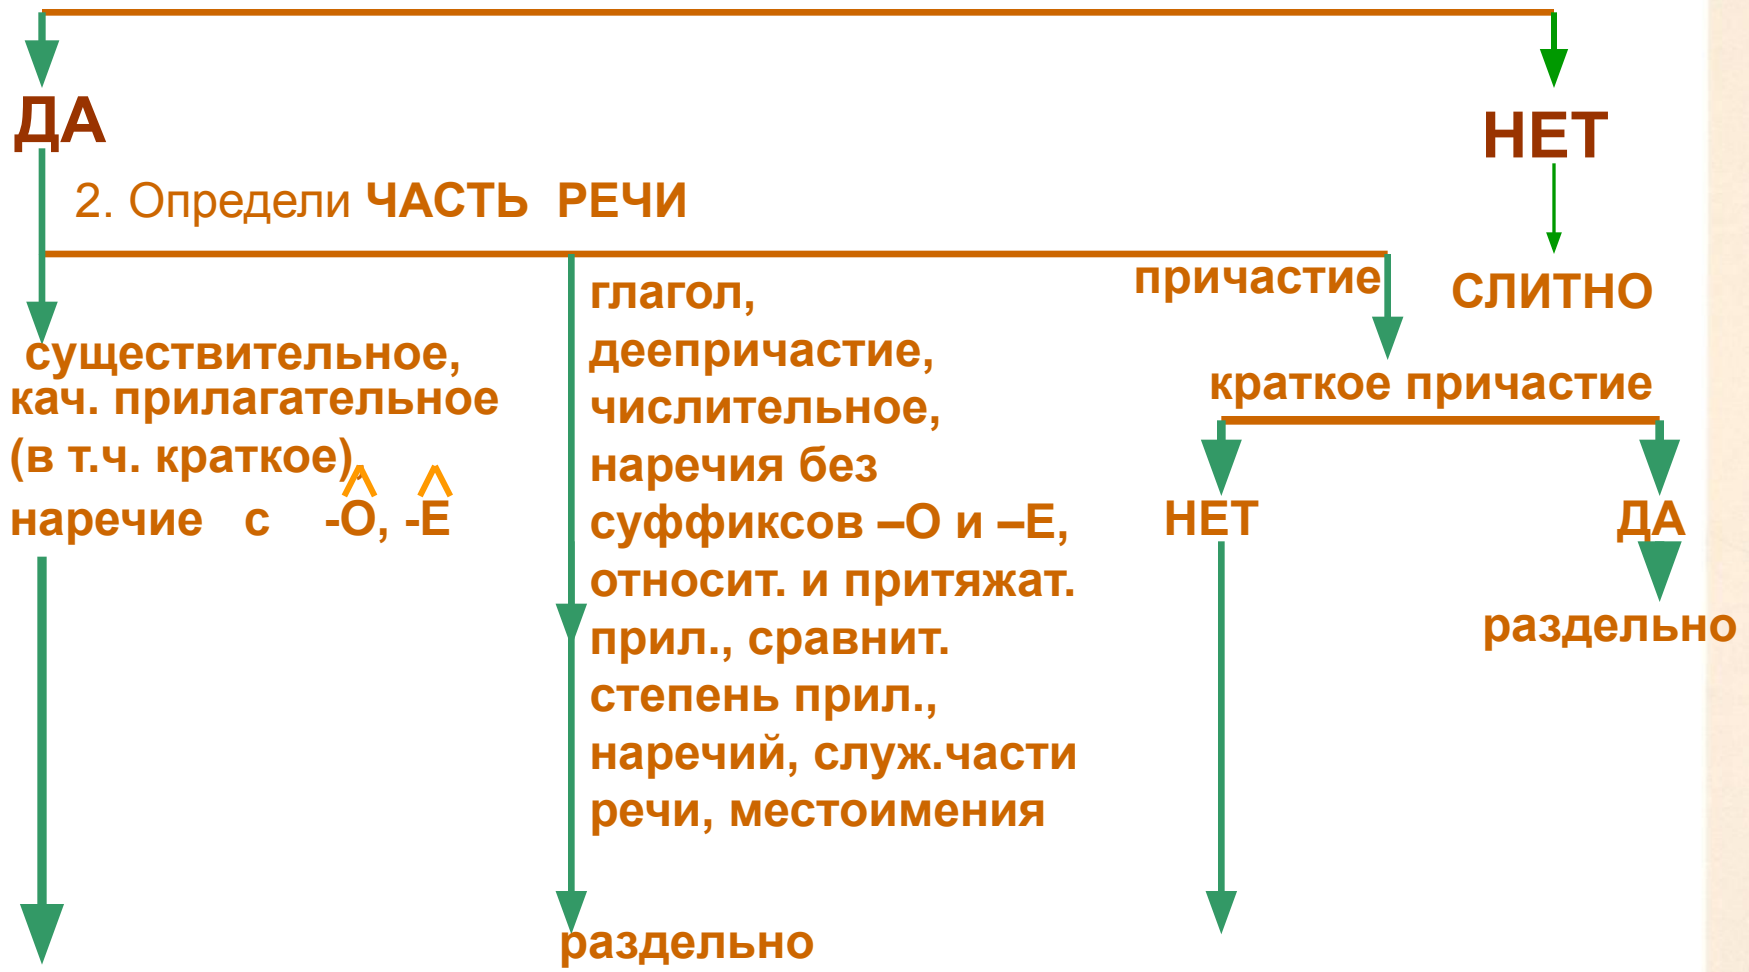 ДА
НЕТ
2. Определи ЧАСТЬ РЕЧИ
СЛИТНО
существительное,
кач. прилагательное
(в т.ч. краткое),
наречие с -О, -Е
глагол,
деепричастие,
числительное,
наречия без
суффиксов –О и –Е,
относит. и притяжат.
прил., сравнит.
степень прил.,
наречий, служ.части
речи, местоимения
раздельно
причастие
краткое причастие
НЕТ
ДА
раздельно